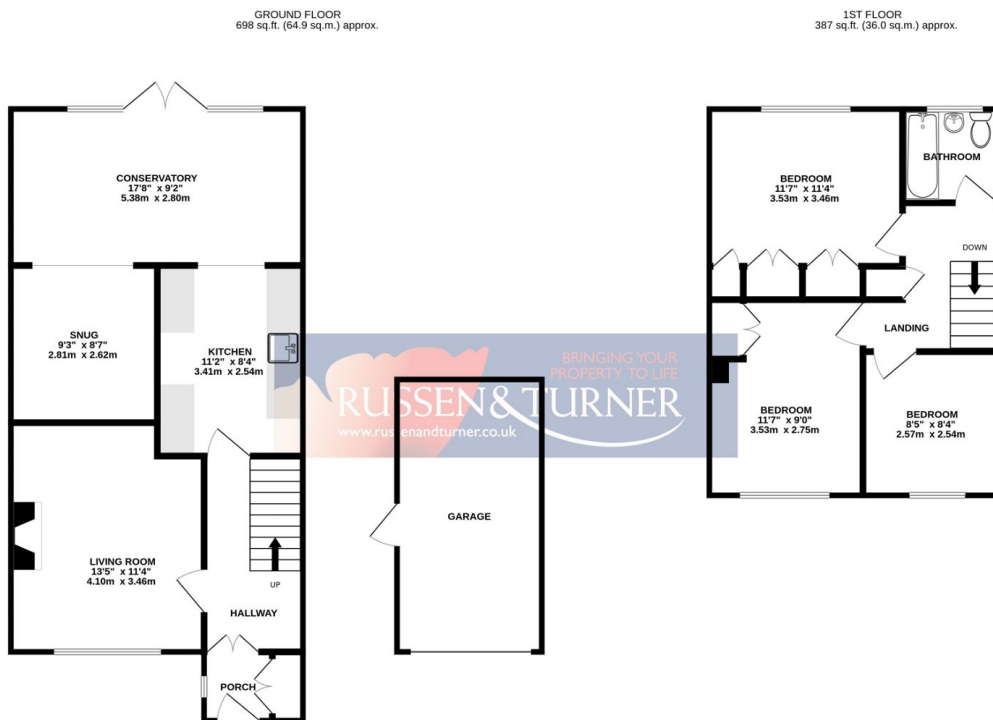 GROUND FLOOR
698 sq.ft. (64.9 sq.m.) approx.
1ST FLOOR
387 sq.ft. (36.0 sq.m.) approx.
CONSERVATORY
17'8" x 9'2"
5.38m x 2.80m
SNUG
9'3" x 8'7"
2.81m x 2.62m
KITCHEN
11'2" x 8'4"
3.41m x 2.54m
LIVING ROOM
13'5" x 11'4"
4.10m x 3.46m
UP
HALLWAY
PORCH
GARAGE
BRINGING YOUR
PROPERTY TO LIFE
RUSSEN & TURNER
www.russenandturner.co.uk
BEDROOM
11'7" x 11'4"
3.53m x 3.46m
BATHROOM
DOWN
LANDING
BEDROOM
11'7" x 9'0"
3.53m x 2.75m
BEDROOM
8'5" x 8'4"
2.57m x 2.54m